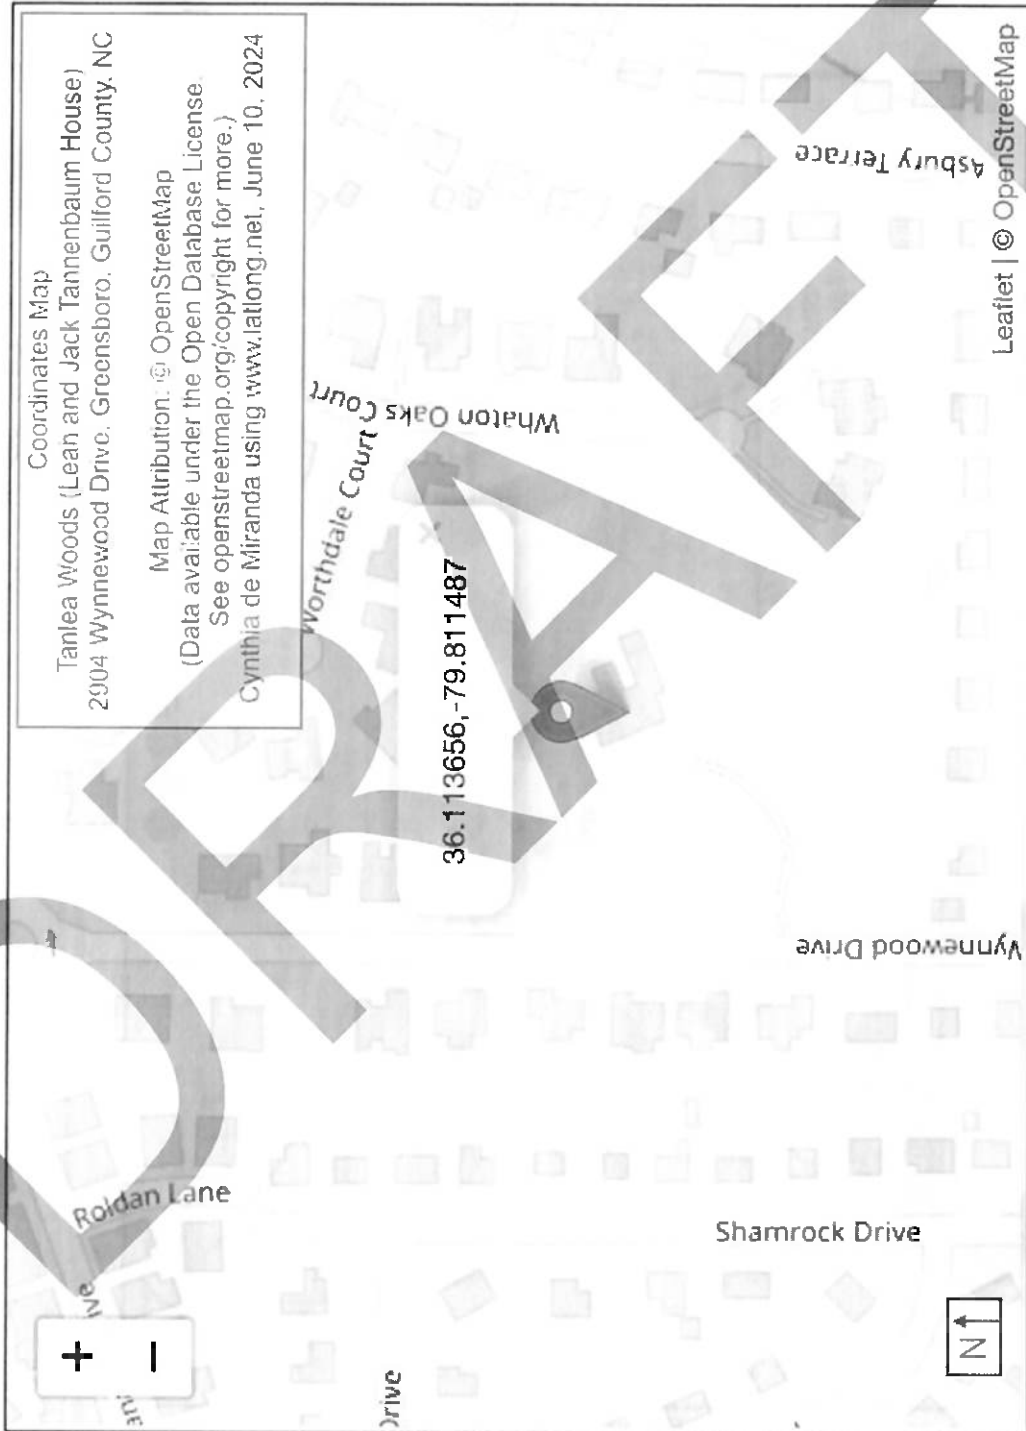 Coordinates Map
Tanlea Woods (Leah and Jack Tannenbaum House)
2904 Wynnewood Drive, Greensboro, Guilford County, NC
Map Attribution: © OpenStreetMap
(Data available under the Open Database License.
See openstreetmap.org/copyright for more.)
Cynthia de Miranda using www.latlong.net, June 10, 2024
DRAFT
Worthdale Court
Whaton Oaks Court
36.113656,-79.811487
Asbury Terrace
Wynnewood Drive
Roldan Lane
Shamrock Drive
+
−
N
Leaflet | © OpenStreetMap